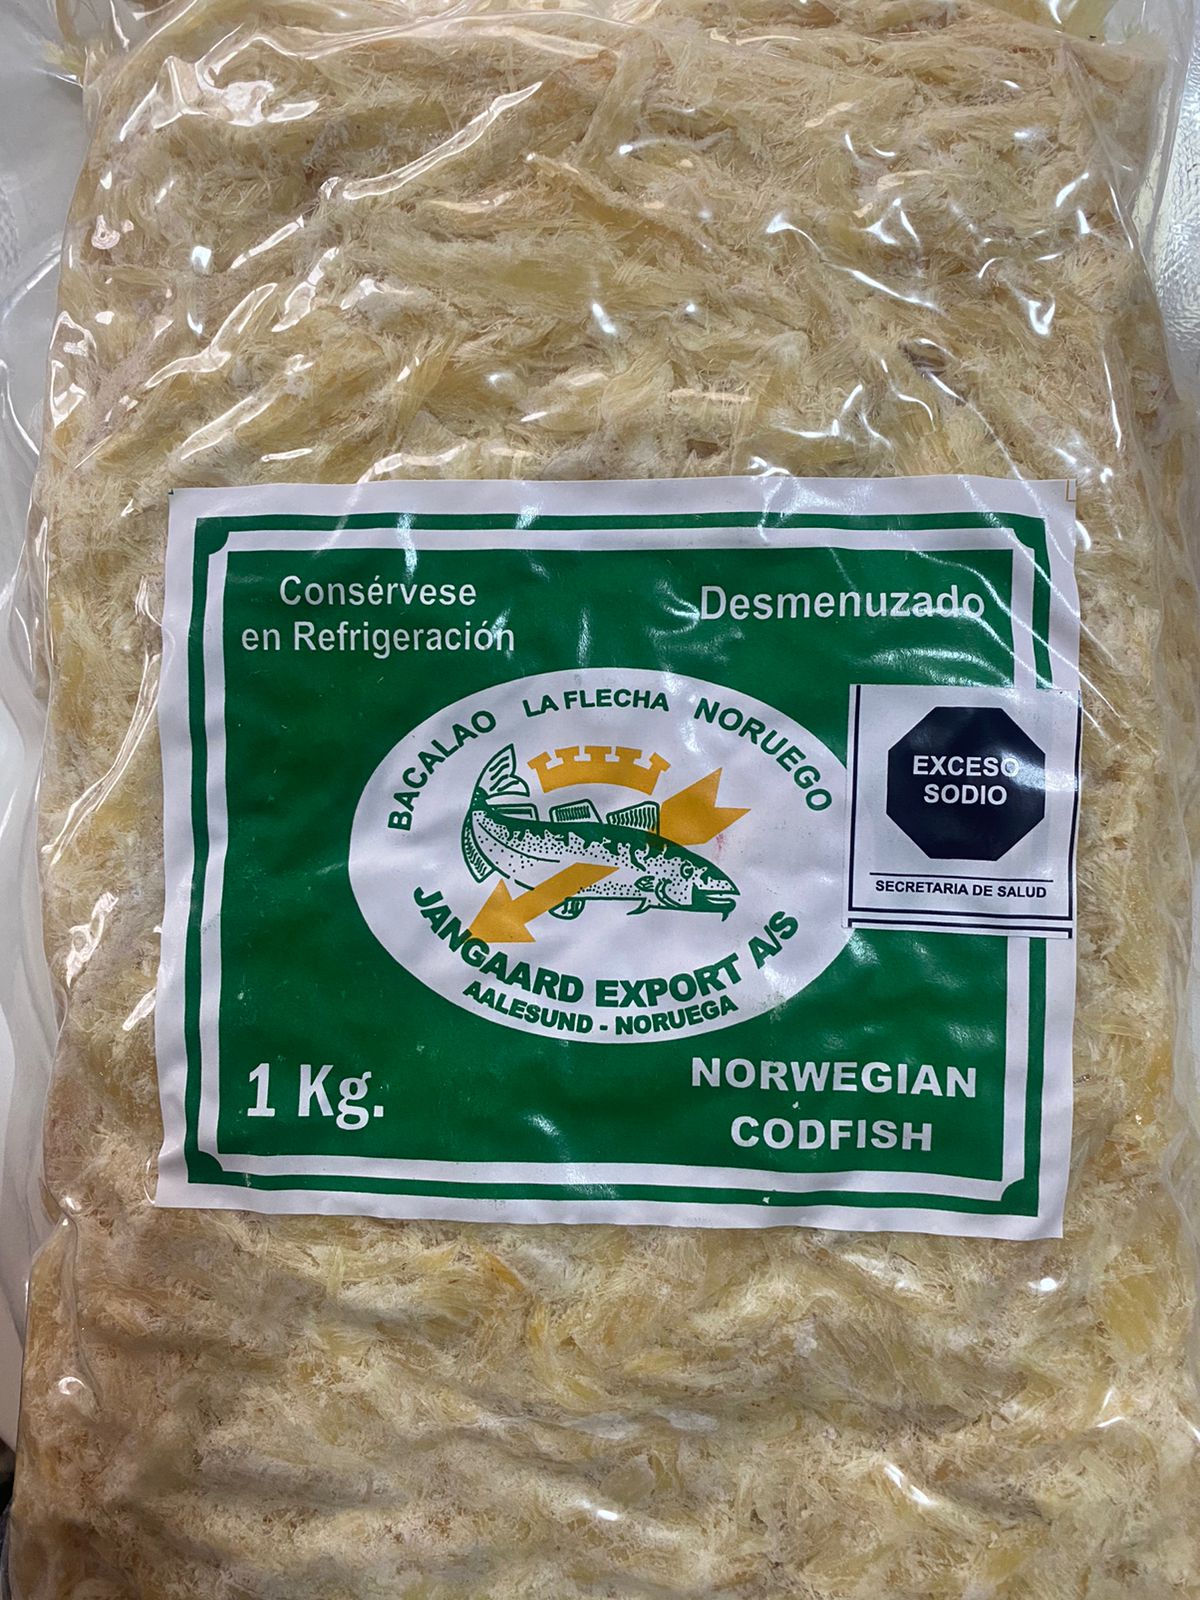 Consérvese
en Refrigeración
Desmenuzado
BACALAO LA FLECHA NORUEGO
JANGAARD EXPORT A/S
AALESUND - NORUEGA
EXCESO
SODIO
SECRETARIA DE SALUD
1 Kg.
NORWEGIAN
CODFISH